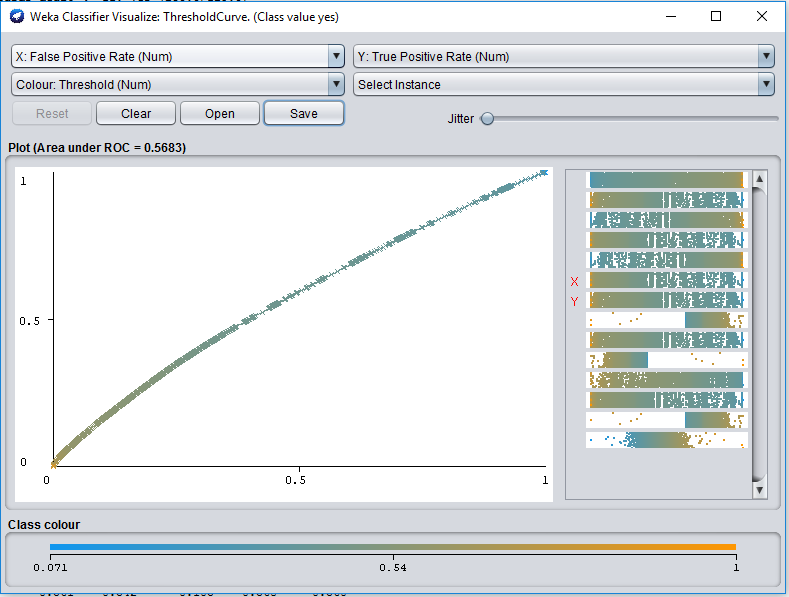 Weka Classifier Visualize: ThresholdCurve. (Class value yes)
X: False Positive Rate (Num)
Y: True Positive Rate (Num)
Colour: Threshold (Num)
Select Instance
Reset
Clear
Open
Save
Jitter
Plot (Area under ROC = 0.5683)
1
0.5
0
0
0.5
1
X
Y
Class colour
0.071
0.54
1